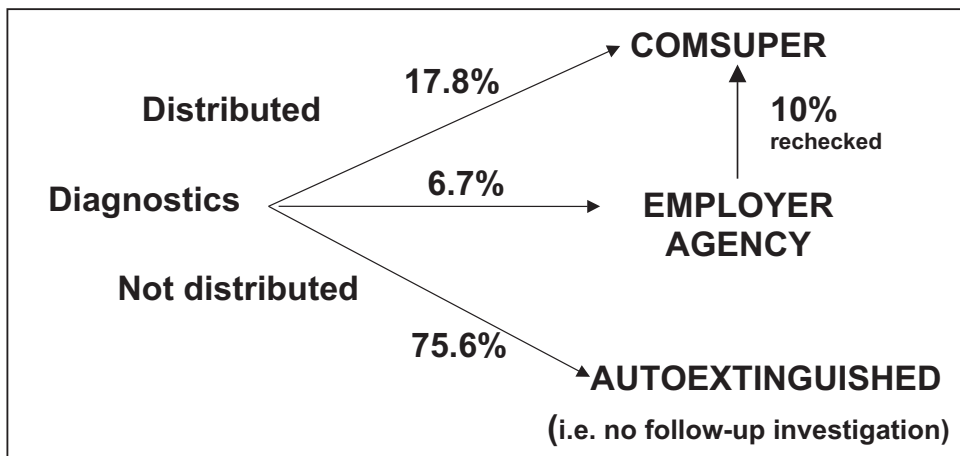 COMSUPER
17.8%
10%
rechecked
Distributed
6.7%
Diagnostics
EMPLOYER
AGENCY
Not distributed
75.6%
AUTOEXTINGUISHED
(i.e. no follow-up investigation)